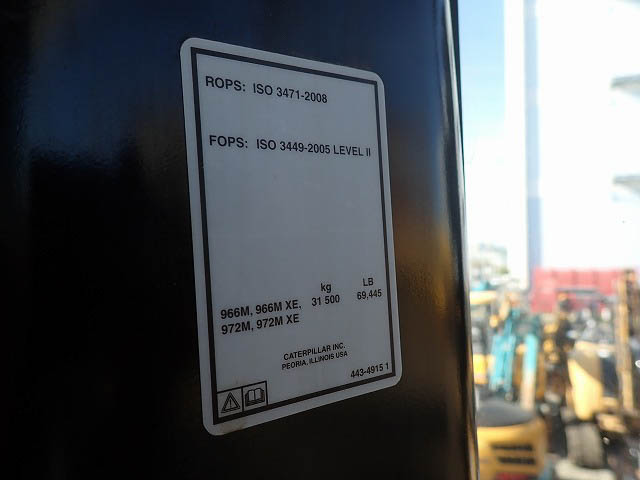 ROPS: ISO 3471-2008
FOPS: ISO 3449-2005 LEVEL II
kg LB
966M, 966M XE, 31 500 69,445
972M, 972M XE
CATERPILLAR INC.
PEORIA, ILLINOIS USA
443-4915 1